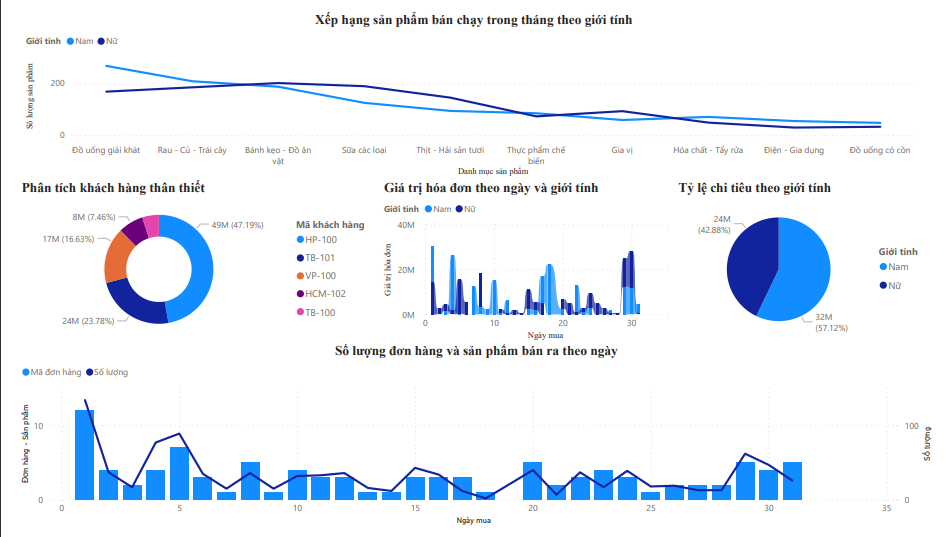 Xếp hạng sản phẩm bán chạy trong tháng theo giới tính
Giới tính Nam Nữ
Số lượng sản phẩm
200
0
Đồ uống giải khát
Rau - Củ - Trái cây
Bánh kẹo - Đồ ăn
vặt
Sữa các loại
Thịt - Hải sản tươi
Thực phẩm chế
biến
Gia vị
Hóa chất - Tẩy rửa
Điện - Gia dụng
Đồ uống có cồn
Danh mục sản phẩm
Phân tích khách hàng thân thiết
8M (7.46%)
17M (16.63%)
24M (23.78%)
49M (47.19%)
Mã khách hàng
HP-100
TB-101
VP-100
HCM-102
TB-100
Giá trị hóa đơn theo ngày và giới tính
Giới tính Nam Nữ
Giá trị hóa đơn
40M
20M
0M
0 10 20 30
Ngày mua
Tỷ lệ chi tiêu theo giới tính
24M
(42.88%)
32M
(57.12%)
Giới tính
Nam
Nữ
Số lượng đơn hàng và sản phẩm bán ra theo ngày
Mã đơn hàng Số lượng
Đơn hàng - Sản phẩm
10
0
100
0
Số lượng
0 5 10 15 20 25 30 35
Ngày mua